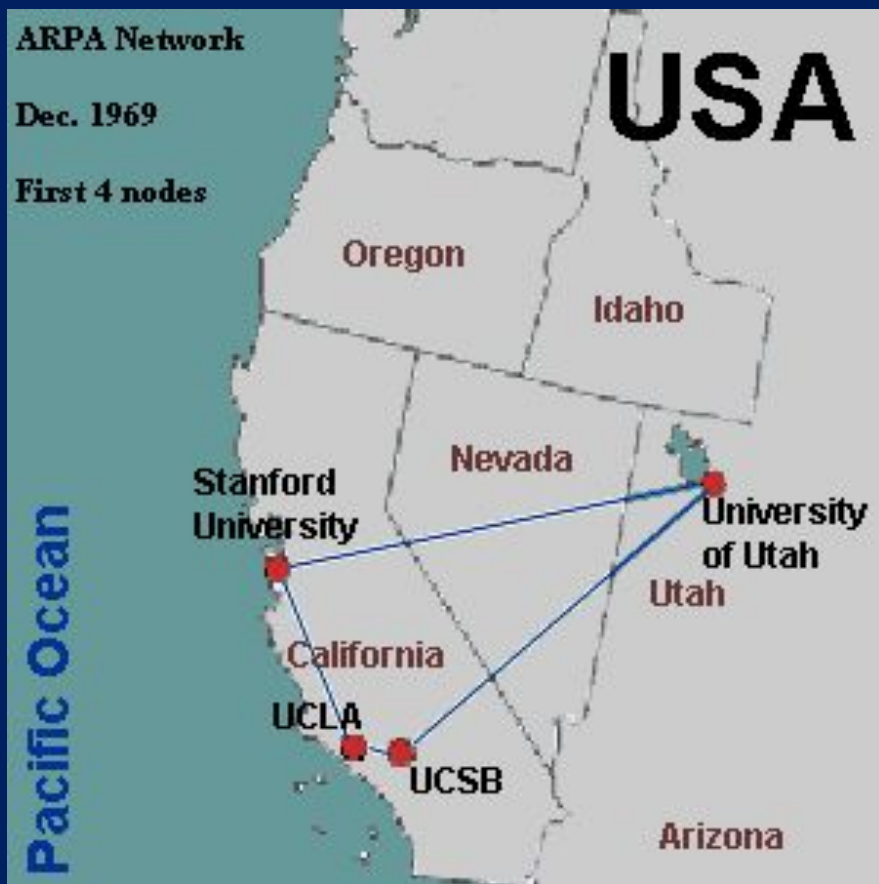 ARPA Network
Dec. 1969
First 4 nodes
USA
Oregon
Idaho
Nevada
Stanford
University
University
of Utah
Utah
California
UCLA
UCSB
Arizona
Pacific Ocean